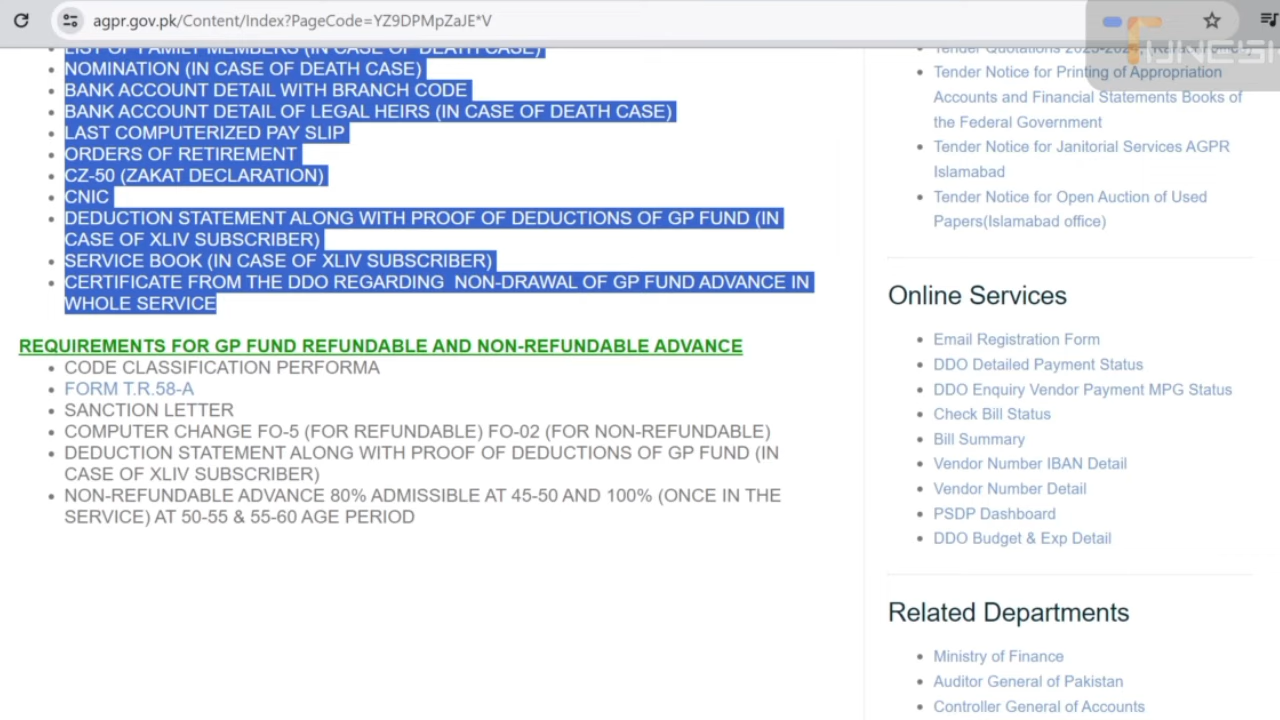 agpr.gov.pk/Content/Index?PageCode=YZ9DPMpZaJE*V
LIST OF FAMILY MEMBERS (IN CASE OF DEATH CASE)
NOMINATION (IN CASE OF DEATH CASE)
BANK ACCOUNT DETAIL WITH BRANCH CODE
BANK ACCOUNT DETAIL OF LEGAL HEIRS (IN CASE OF DEATH CASE)
LAST COMPUTERIZED PAY SLIP
ORDERS OF RETIREMENT
CZ-50 (ZAKAT DECLARATION)
CNIC
DEDUCTION STATEMENT ALONG WITH PROOF OF DEDUCTIONS OF GP FUND (IN
CASE OF XLIV SUBSCRIBER)
SERVICE BOOK (IN CASE OF XLIV SUBSCRIBER)
CERTIFICATE FROM THE DDO REGARDING  NON-DRAWAL OF GP FUND ADVANCE IN
WHOLE SERVICE
REQUIREMENTS FOR GP FUND REFUNDABLE AND NON-REFUNDABLE ADVANCE
CODE CLASSIFICATION PERFORMA
FORM T.R.58-A
SANCTION LETTER
COMPUTER CHANGE FO-5 (FOR REFUNDABLE) FO-02 (FOR NON-REFUNDABLE)
DEDUCTION STATEMENT ALONG WITH PROOF OF DEDUCTIONS OF GP FUND (IN
CASE OF XLIV SUBSCRIBER)
NON-REFUNDABLE ADVANCE 80% ADMISSIBLE AT 45-50 AND 100% (ONCE IN THE
SERVICE) AT 50-55 & 55-60 AGE PERIOD
Tender Quotations
Tender Notice for Printing of Appropriation
Accounts and Financial Statements Books of
the Federal Government
Tender Notice for Janitorial Services AGPR
Islamabad
Tender Notice for Open Auction of Used
Papers(Islamabad office)
Online Services
Email Registration Form
DDO Detailed Payment Status
DDO Enquiry Vendor Payment MPG Status
Check Bill Status
Bill Summary
Vendor Number IBAN Detail
Vendor Number Detail
PSDP Dashboard
DDO Budget & Exp Detail
Related Departments
Ministry of Finance
Auditor General of Pakistan
Controller General of Accounts